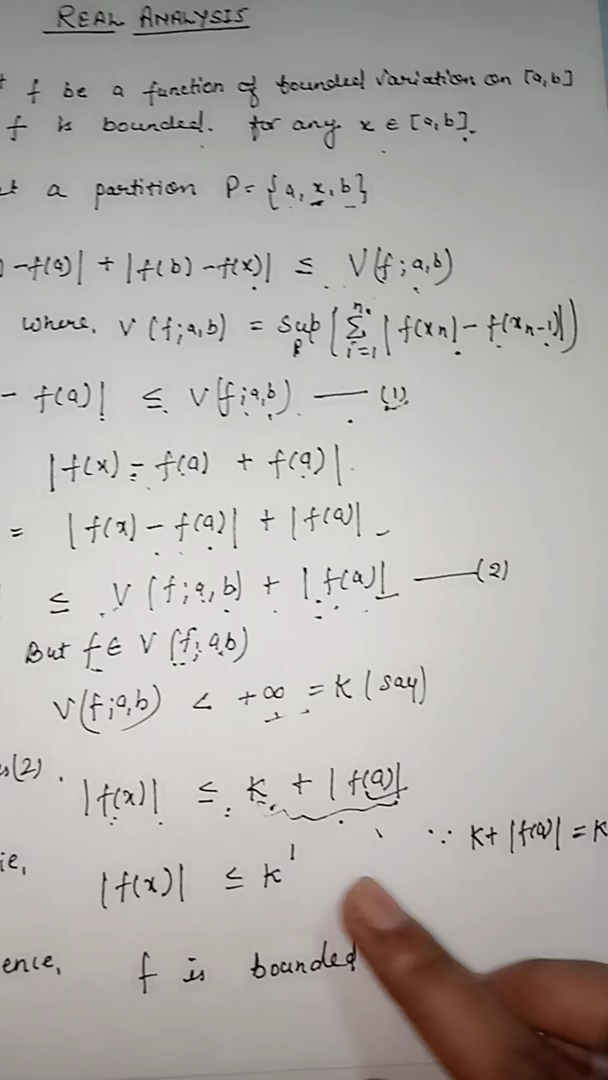 REAL ANALYSIS
f be a function of bounded variation on [a,b]
f is bounded. for any x ∈ [a,b].
a partition P = {a, x, b}
-f(a)| + |f(b) - f(x)| ≤ V(f;a,b)
where, V(f;a,b) = Sup P (∑ i=1 n |f(xn) - f(xn-1)|)
- f(a)| ≤ V(f;a,b) — (1)
|f(x) - f(a) + f(a)|
= |f(x) - f(a)| + |f(a)|
≤ V(f;a,b) + |f(a)| — (2)
But f ∈ V(f;a,b)
V(f;a,b) < +∞ = K (say)
(2). |f(x)| ≤ K + |f(a)|
∵ K + |f(a)| = K
ie, |f(x)| ≤ K'
ence, f is bounded